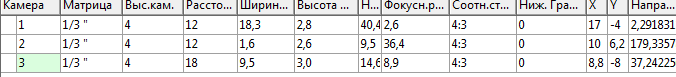 Камера Матрица Выс.кам. Рассто... Ширин... Высота ... Н... Фокусн.р... Соотн.ст... Ниж. Гра... X Y Напра...
1 1/3 " 4 12 18,3 2,8 40,4 2,6 4:3 0 17 -4 2,291831
2 1/3 " 4 12 1,6 2,6 9,5 36,4 4:3 0 10 6,2 179,3357
3 1/3 " 4 18 9,5 3,0 14,6 8,9 4:3 0 8,8 -8 37,24225